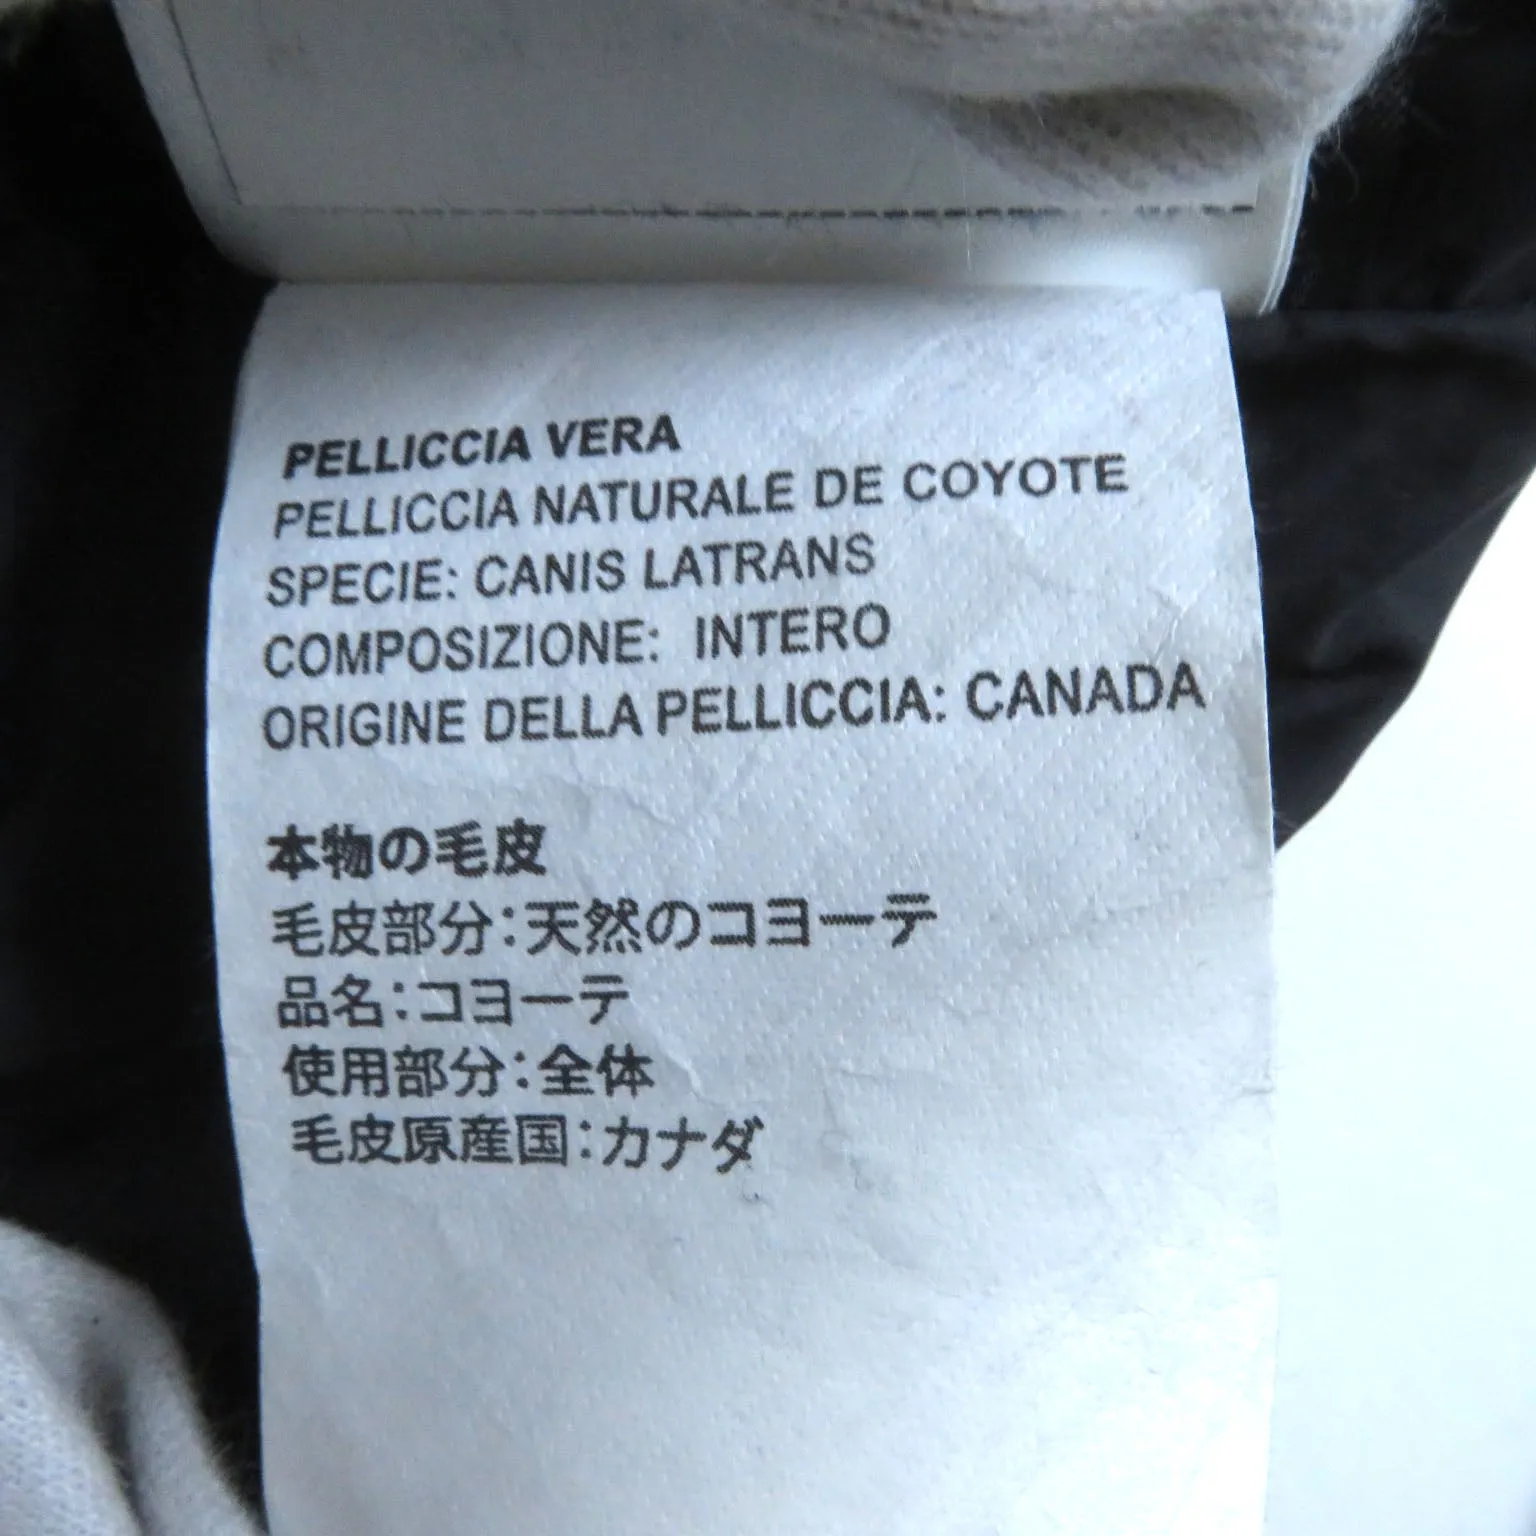 PELLICCIA VERA
PELLICCIA NATURALE DE COYOTE
SPECIE: CANIS LATRANS
COMPOSIZIONE: INTERO
ORIGINE DELLA PELLICCIA: CANADA
本物の毛皮
毛皮部分:天然のコヨーテ
品名:コヨーテ
使用部分:全体
毛皮原産国:カナダ